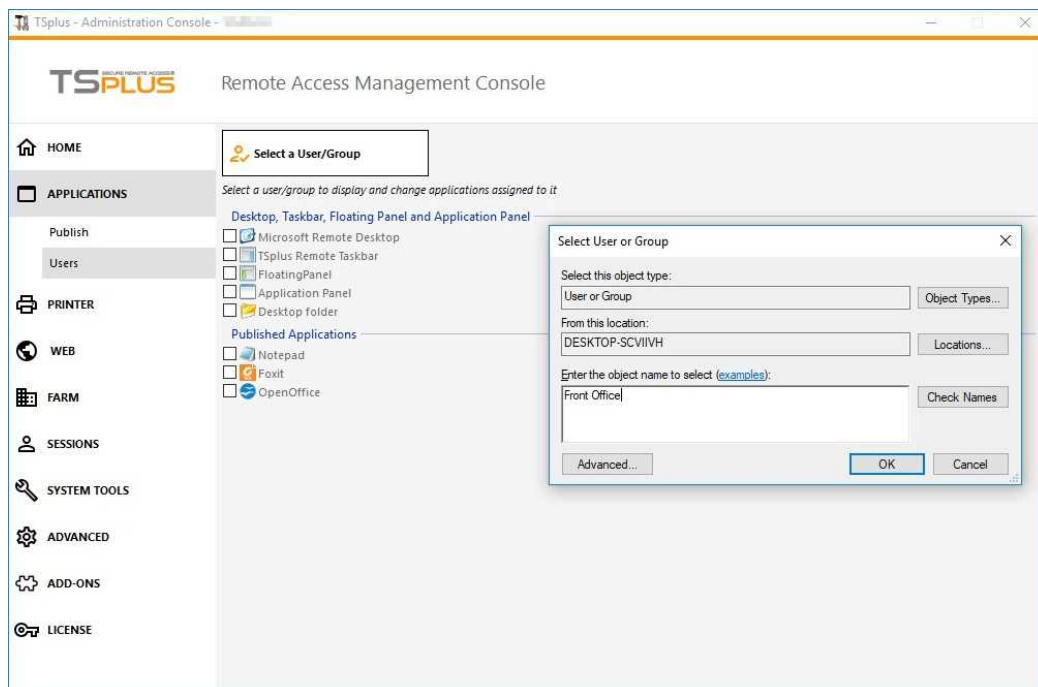 TSplus - Administration Console -
TSPLUS
SECURE REMOTE ACCESS
Remote Access Management Console
HOME
APPLICATIONS
Publish
Users
PRINTER
WEB
FARM
SESSIONS
SYSTEM TOOLS
ADVANCED
ADD-ONS
LICENSE
Select a User/Group
Select a user/group to display and change applications assigned to it
Desktop, Taskbar, Floating Panel and Application Panel
Microsoft Remote Desktop
TSplus Remote Taskbar
FloatingPanel
Application Panel
Desktop folder
Published Applications
Notepad
Foxit
OpenOffice
Select User or Group
Select this object type:
User or Group
Object Types...
From this location:
DESKTOP-SCVIIVH
Locations...
Enter the object name to select (examples):
Front Office
Check Names
Advanced...
OK
Cancel